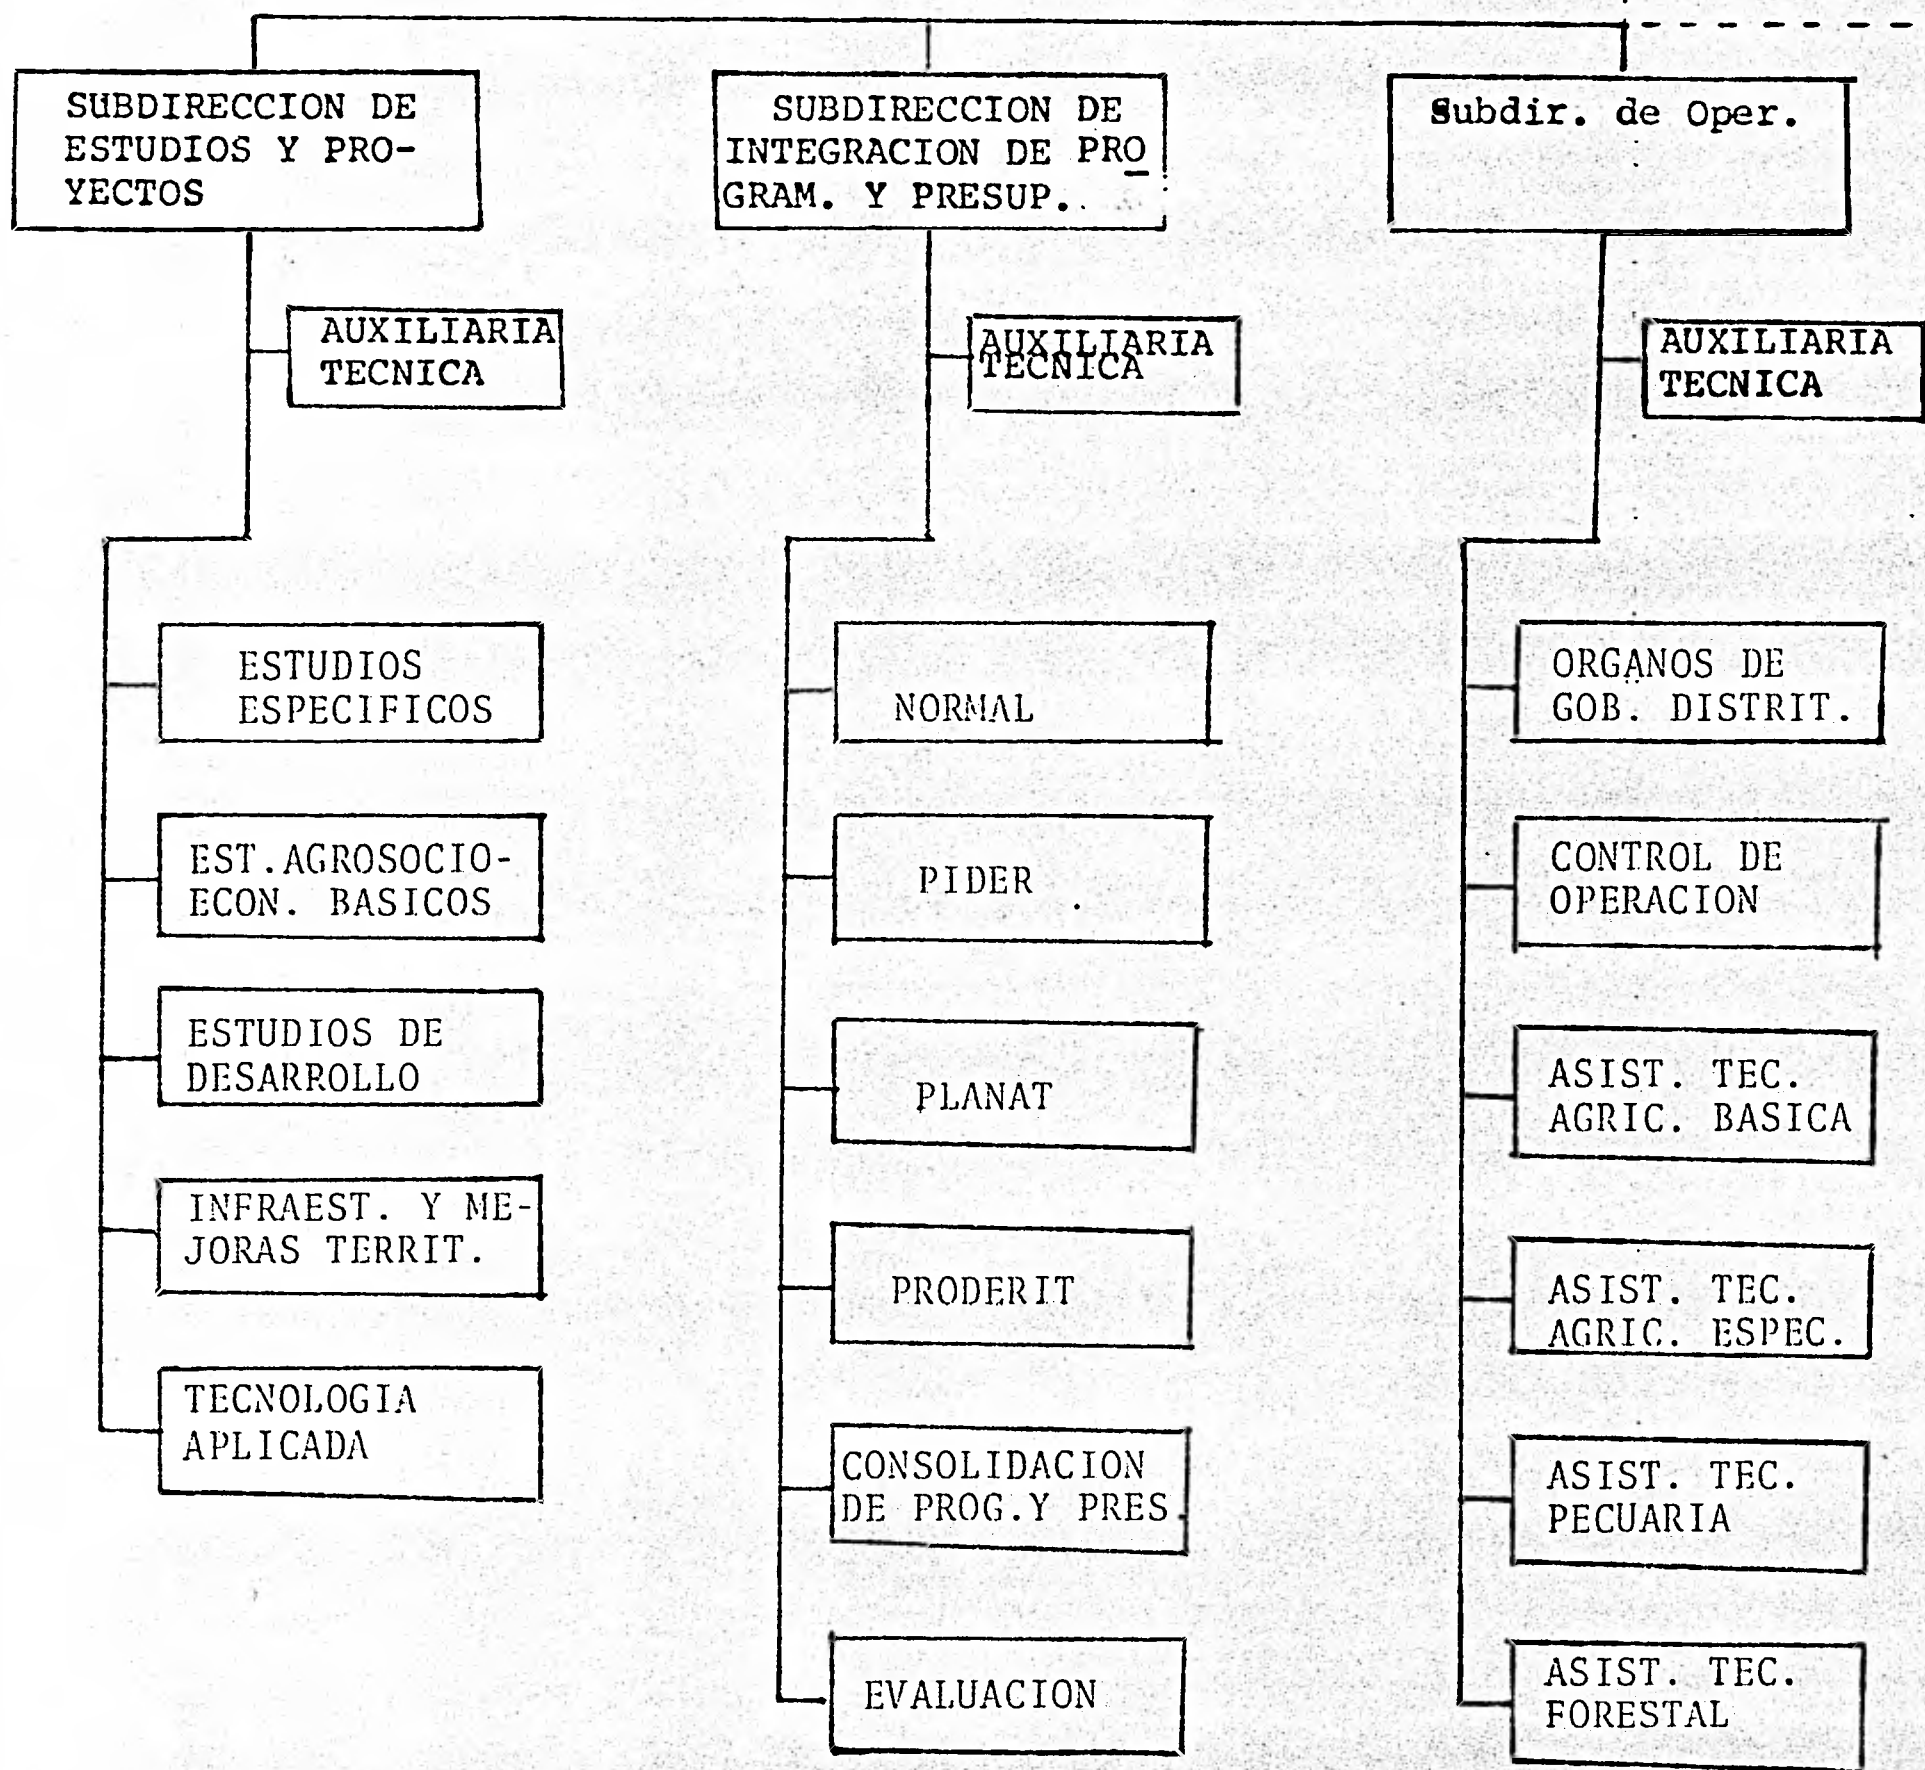 SUBDIRECCION DE
ESTUDIOS Y PRO-
YECTOS
AUXILIARIA
TECNICA
ESTUDIOS
ESPECIFICOS
EST.AGROSOCIO-
ECON. BASICOS
ESTUDIOS DE
DESARROLLO
INFRAEST. Y ME-
JORAS TERRIT.
TECNOLOGIA
APLICADA
SUBDIRECCION DE
INTEGRACION DE PRO
GRAM. Y PRESUP..
AUXILIARIA
TECNICA
NORMAL
PIDER
PLANAT
PRODERIT
CONSOLIDACION
DE PROG.Y PRES.
EVALUACION
Subdir. de Oper.
AUXILIARIA
TECNICA
ORGANOS DE
GOB. DISTRIT.
CONTROL DE
OPERACION
ASIST. TEC.
AGRIC. BASICA
ASIST. TEC.
AGRIC. ESPEC.
ASIST. TEC.
PECUARIA
ASIST. TEC.
FORESTAL